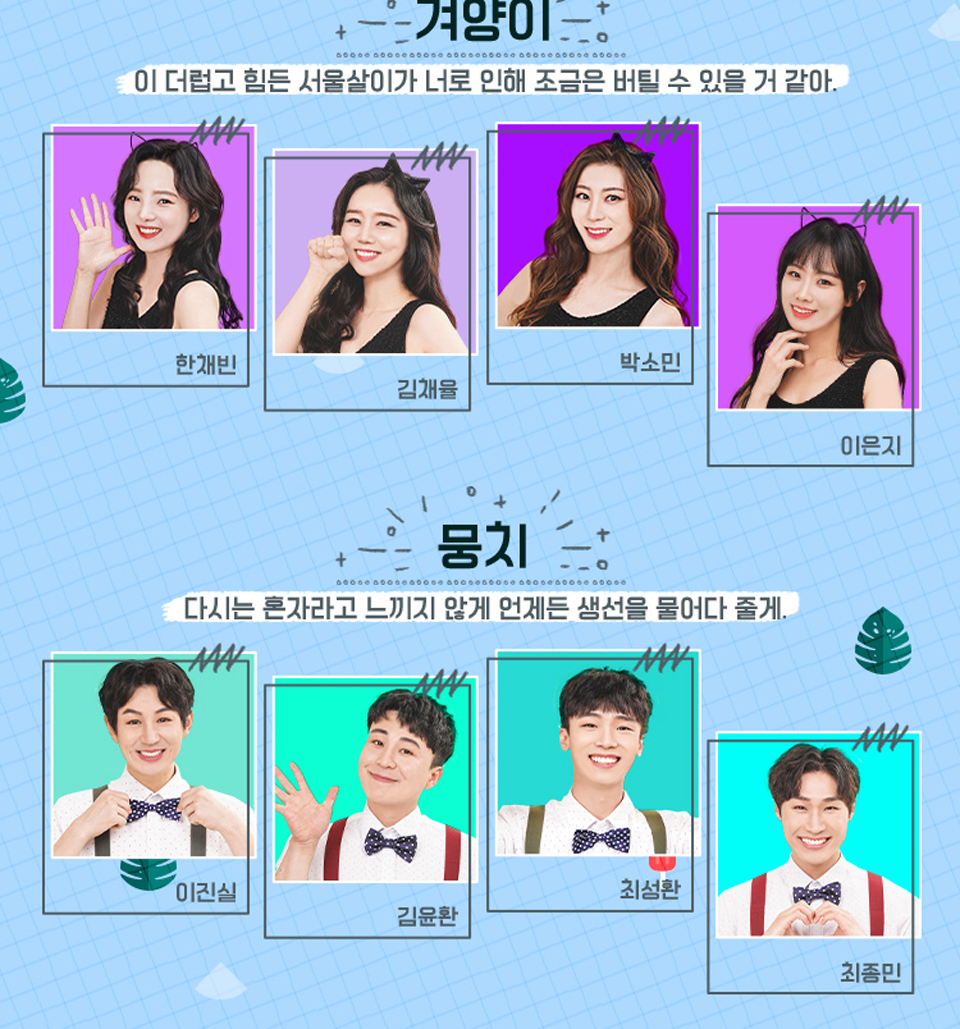 겨양이
이 더럽고 힘든 서울살이가 너로 인해 조금은 버틸 수 있을 거 같아.
한채빈
김채율
박소민
이은지
뭉치
다시는 혼자라고 느끼지 않게 언제든 생선을 물어다 줄게.
이진실
김윤환
최성환
최종민